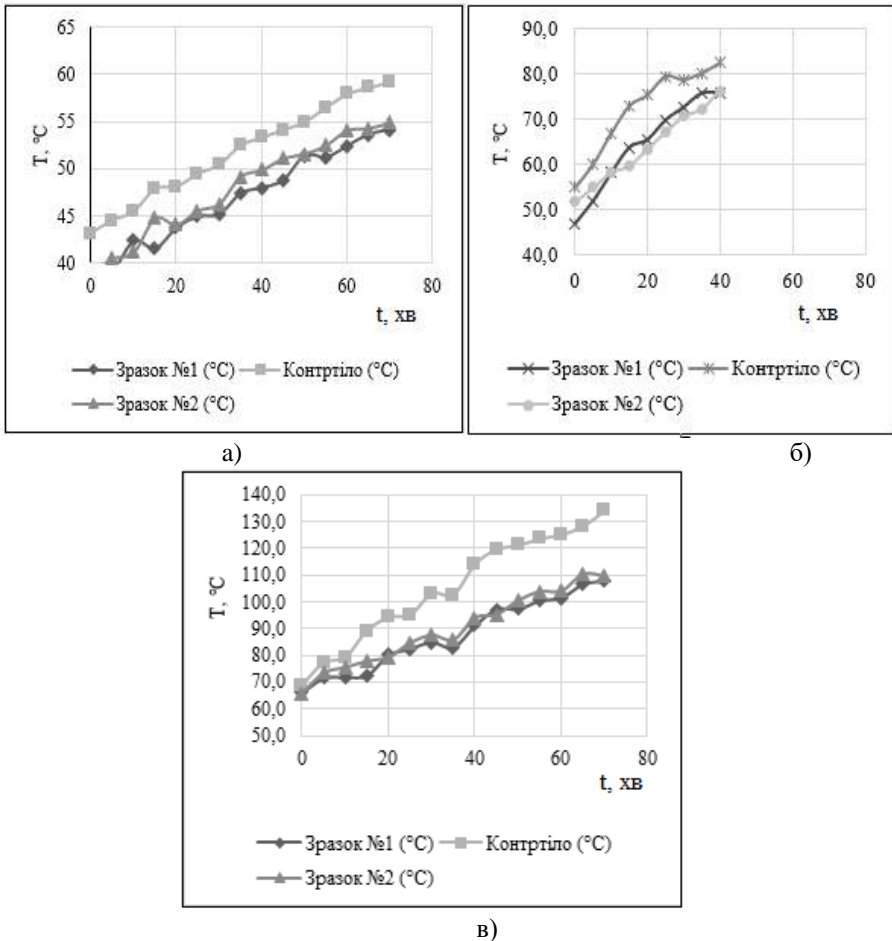 65
60
55
50
45
40
T, °C
0 20 40 60 80
t, хв
Зразок №1 (°C) Контртіло (°C)
Зразок №2 (°C)
а)
90,0
80,0
70,0
60,0
50,0
40,0
T, °C
0 20 40 60
t, хв
Зразок №1 (°C) Контртіло (°C)
Зразок №2 (°C)
б)
140,0
130,0
120,0
110,0
100,0
90,0
80,0
70,0
60,0
50,0
T, °C
0 20 40 60 80
t, хв
Зразок №1 (°C) Контртіло (°C)
Зразок №2 (°C)
в)